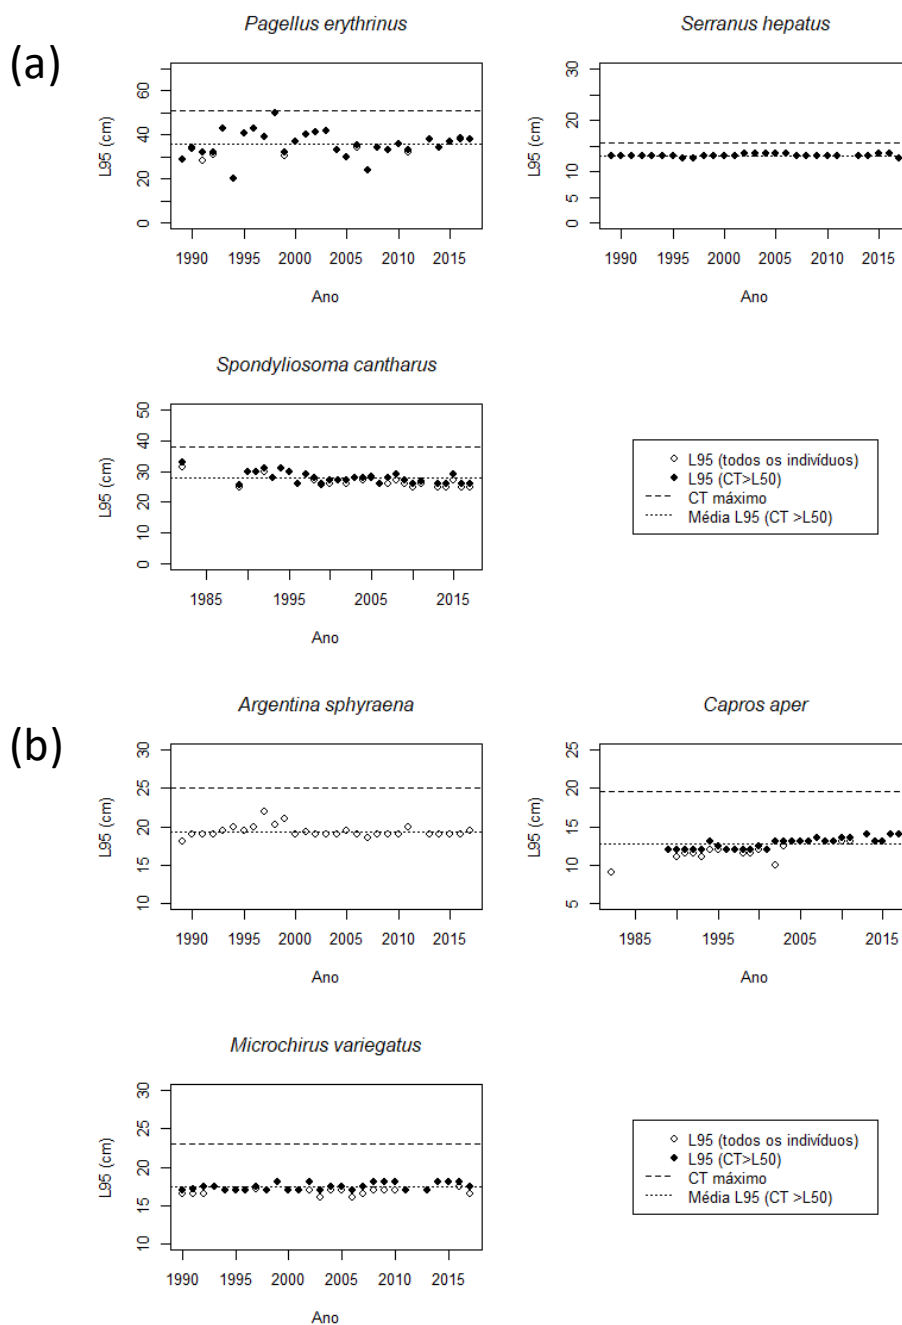 (a)
Pagellus erythrinus
L95 (cm)
0 20 40 60
1990 1995 2000 2005 2010 2015
Ano
Serranus hepatus
L95 (cm)
0 5 10 15 20 30
1990 1995 2000 2005 2010 2015
Ano
Spondyliosoma cantharus
L95 (cm)
0 10 20 30 40 50
1985 1995 2005 2015
Ano
L95 (todos os indivíduos)
L95 (CT>L50)
CT máximo
Média L95 (CT >L50)
(b)
Argentina sphyraena
L95 (cm)
10 15 20 25 30
1990 1995 2000 2005 2010 2015
Ano
Capros aper
L95 (cm)
5 10 15 20 25
1985 1995 2005 2015
Ano
Microchirus variegatus
L95 (cm)
10 15 20 25 30
1990 1995 2000 2005 2010 2015
Ano
L95 (todos os indivíduos)
L95 (CT>L50)
CT máximo
Média L95 (CT >L50)